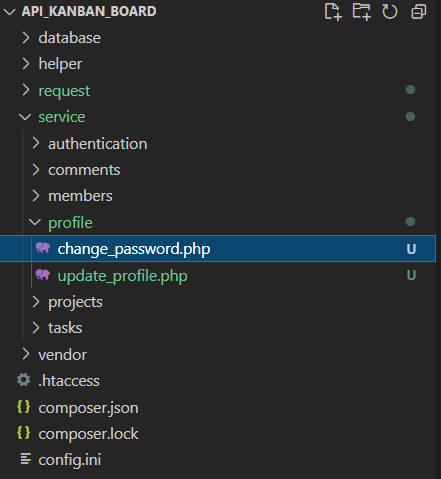 API_KANBAN_BOARD
database
helper
request
service
authentication
comments
members
profile
change_password.php U
update_profile.php U
projects
tasks
vendor
.htaccess
{} composer.json
{} composer.lock
config.ini